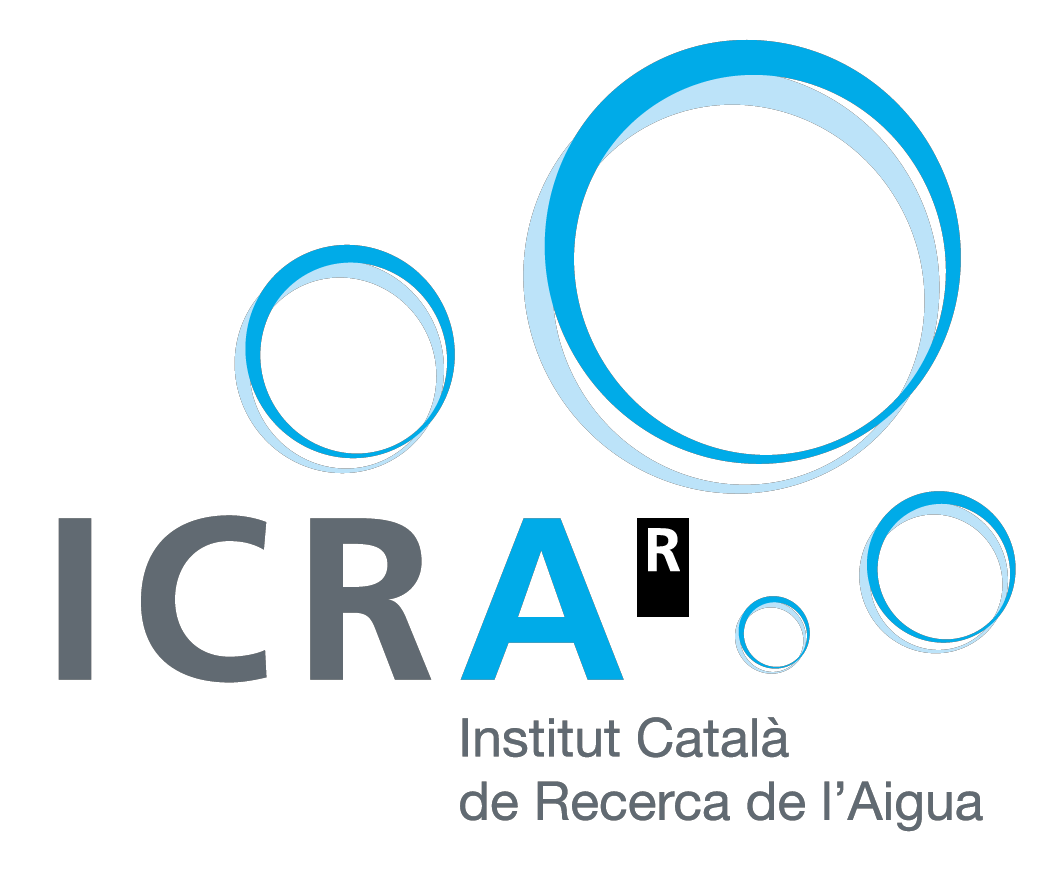 ICRA R
Institut Català
de Recerca de l’Aigua